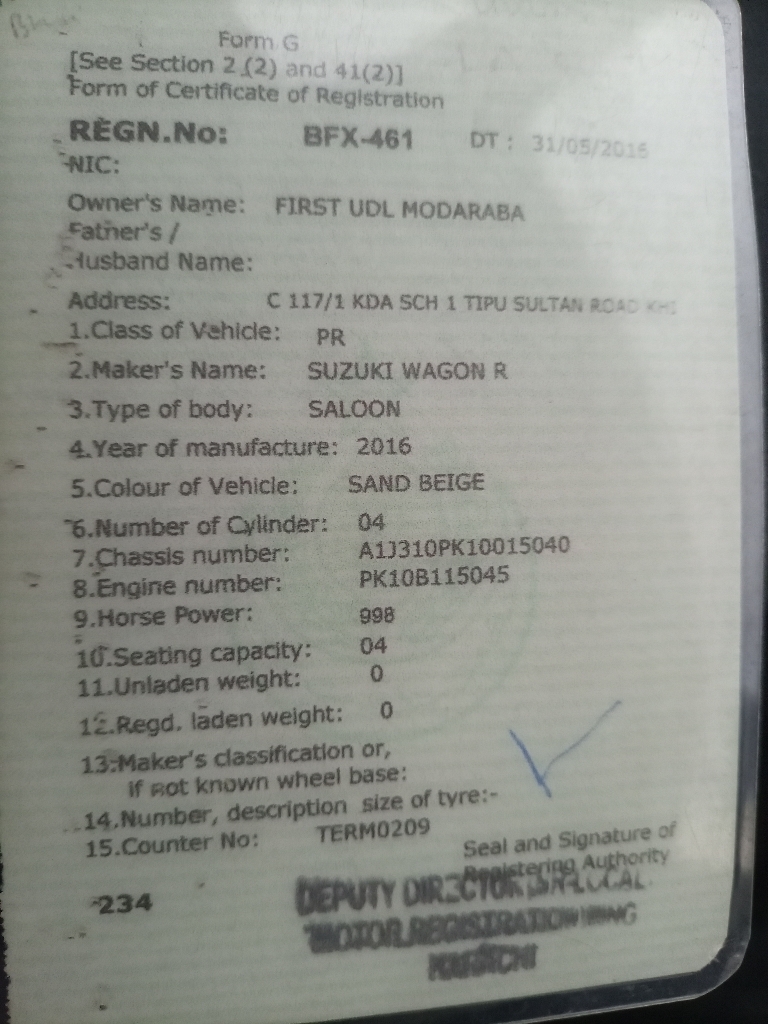 Form G
[See Section 2 (2) and 41(2)]
Form of Certificate of Registration
REGN.No: BFX-461 DT : 31/05/2016
NIC:
Owner's Name: FIRST UDL MODARABA
Father's /
Husband Name:
Address: C 117/1 KDA SCH 1 TIPU SULTAN ROAD KHI
1.Class of Vehicle: PR
2.Maker's Name: SUZUKI WAGON R
3.Type of body: SALOON
4.Year of manufacture: 2016
5.Colour of Vehicle: SAND BEIGE
6.Number of Cylinder: 04
7.Chassis number: A1J310PK10015040
8.Engine number: PK10B115045
9.Horse Power: 998
10.Seating capacity: 04
11.Unladen weight: 0
12.Regd. laden weight: 0
13.Maker's classification or,
if not known wheel base:
14.Number, description size of tyre:-
15.Counter No: TERM0209
Seal and Signature of
Registering Authority
-234
DEPUTY DIRECTOR
MOTOR REGISTRATION WING
KARACHI